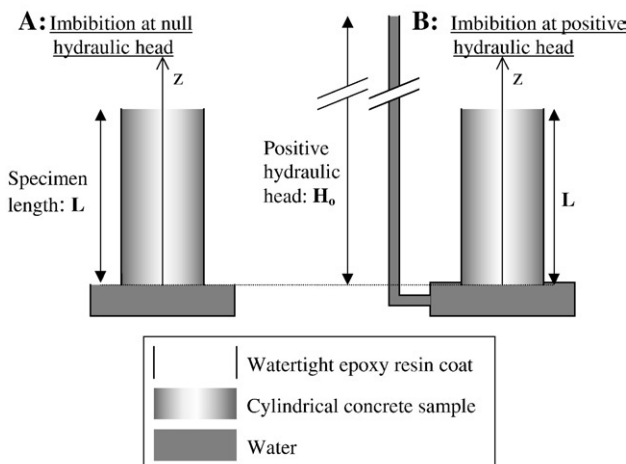 A: Imbibition at null
hydraulic head
z
Specimen
length: L
Positive
hydraulic
head: Ho
B: Imbibition at positive
hydraulic head
z
L
Watertight epoxy resin coat
Cylindrical concrete sample
Water